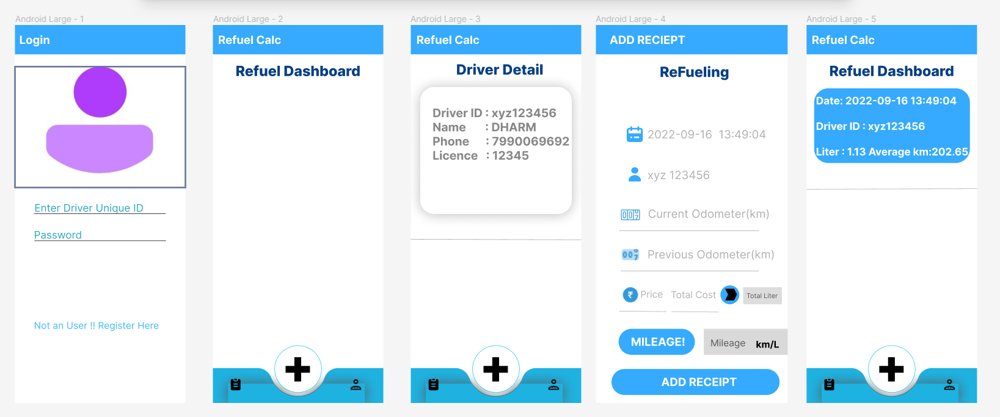 Android Large - 1
Login
Enter Driver Unique ID
Password
Not an User !! Register Here
Android Large - 2
Refuel Calc
Refuel Dashboard
Android Large - 3
Refuel Calc
Driver Detail
Driver ID : xyz123456
Name : DHARM
Phone : 7990069692
Licence : 12345
Android Large - 4
ADD RECIEPT
ReFueling
2022-09-16 13:49:04
xyz 123456
Current Odometer(km)
Previous Odometer(km)
₹ Price Total Cost Total Liter
MILEAGE! Mileage km/L
ADD RECEIPT
Android Large - 5
Refuel Calc
Refuel Dashboard
Date: 2022-09-16 13:49:04
Driver ID : xyz123456
Liter : 1.13 Average km:202.65